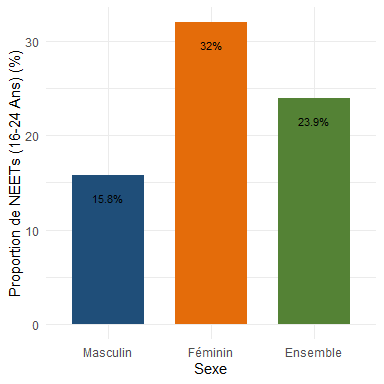 Proportion de NEETs (16-24 Ans) (%)
30
20
10
0
15.8%
32%
23.9%
Masculin
Féminin
Ensemble
Sexe